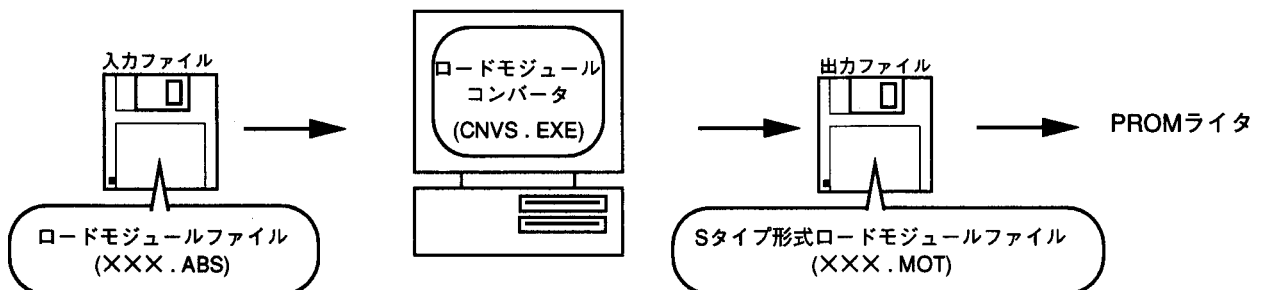 入力ファイル
ロードモジュールファイル
(××× . ABS)
ロードモジュール
コンバータ
(CNVS . EXE)
出力ファイル
Sタイプ形式ロードモジュールファイル
(××× . MOT)
PROMライタ